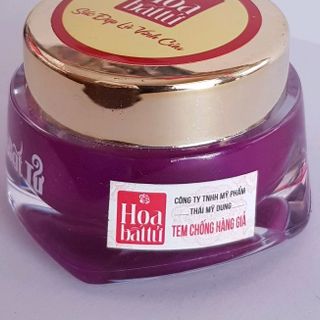 Hoa
bất tử
Sắc Đẹp Là Vĩnh Cửu
Hoa
bất tử
CÔNG TY TNHH MỸ PHẨM
THÁI MỸ DUNG
TEM CHỐNG HÀNG GIẢ